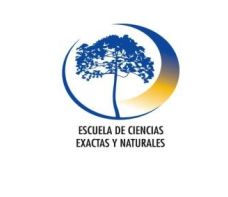 ESCUELA DE CIENCIAS
EXACTAS Y NATURALES